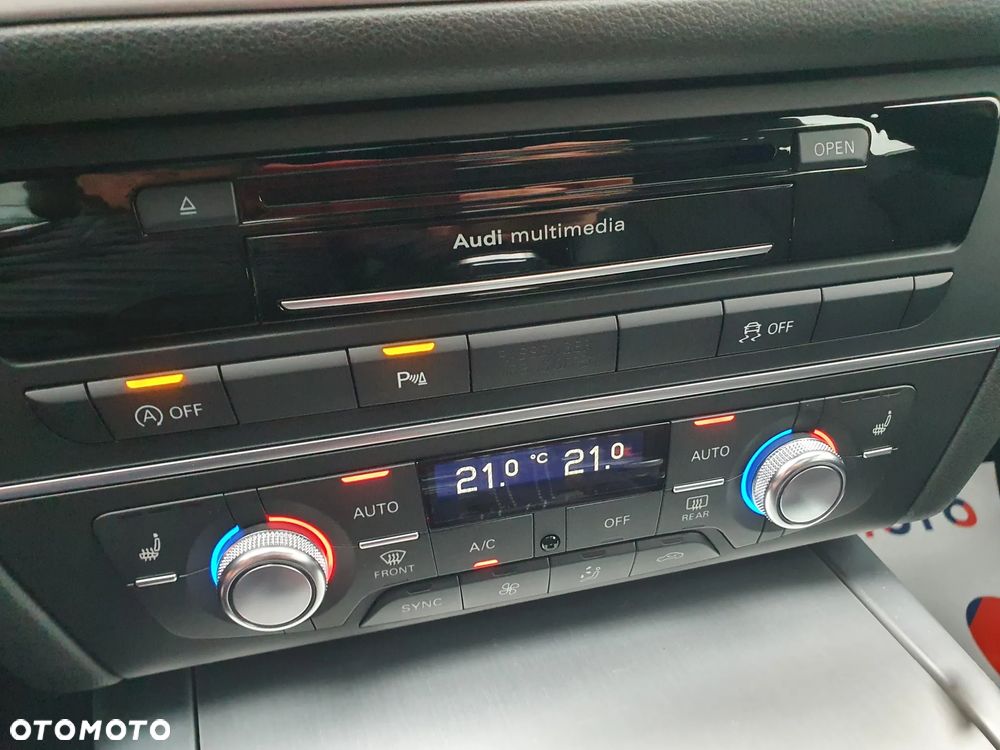 OPEN
Audi multimedia
OFF
P
OFF
AUTO
21.0 °C 21.0
AUTO
FRONT
A/C
OFF
REAR
SYNC
OTOMOTO